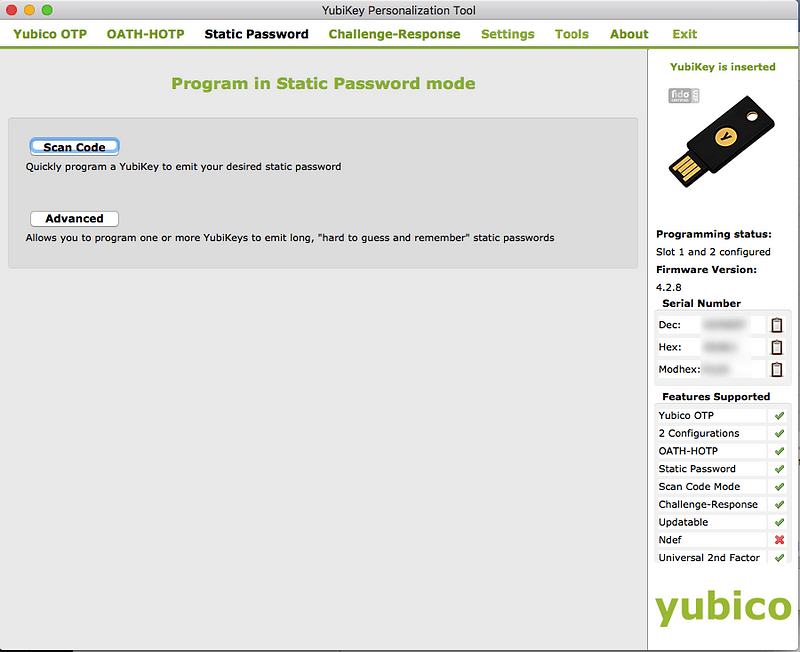 YubiKey Personalization Tool
Yubico OTP OATH-HOTP Static Password Challenge-Response Settings Tools About Exit
Program in Static Password mode
Scan Code
Quickly program a YubiKey to emit your desired static password
Advanced
Allows you to program one or more YubiKeys to emit long, "hard to guess and remember" static passwords
YubiKey is inserted
fido
y
Programming status:
Slot 1 and 2 configured
Firmware Version:
4.2.8
Serial Number
Dec:
Hex:
Modhex:
Features Supported
Yubico OTP
2 Configurations
OATH-HOTP
Static Password
Scan Code Mode
Challenge-Response
Updatable
Ndef
Universal 2nd Factor
yubico